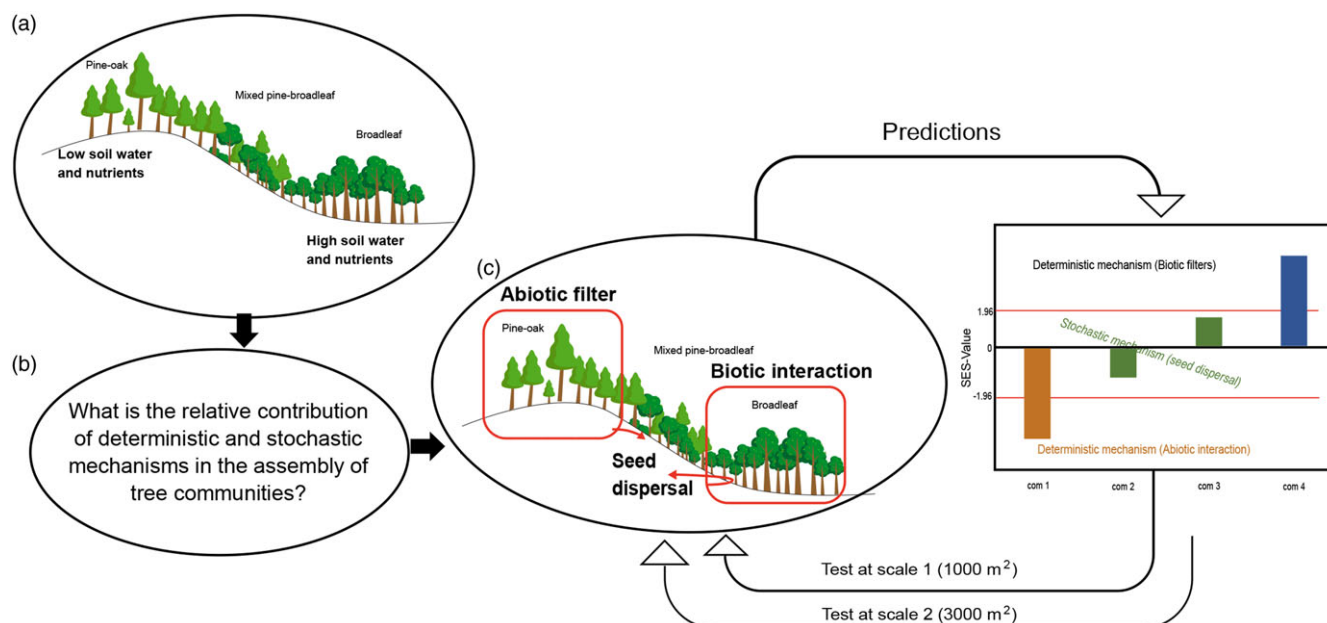 (a)
Pine-oak
Mixed pine-broadleaf
Broadleaf
Low soil water
and nutrients
High soil water
and nutrients
(b)
What is the relative contribution
of deterministic and stochastic
mechanisms in the assembly of
tree communities?
(c)
Abiotic filter
Pine-oak
Mixed pine-broadleaf
Biotic interaction
Broadleaf
Seed
dispersal
Predictions
Deterministic mechanism (Biotic filters)
1.96
Stochastic mechanism (seed dispersal)
0
SES-Value
-1.96
Deterministic mechanism (Abiotic interaction)
com 1
com 2
com 3
com 4
Test at scale 1 (1000 m²)
Test at scale 2 (3000 m²)